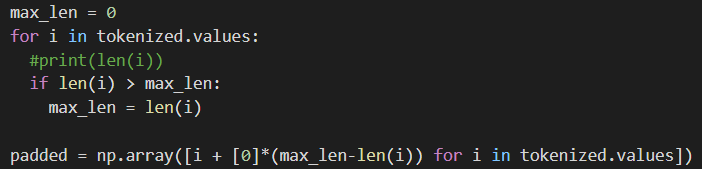 max_len = 0
for i in tokenized.values:
  #print(len(i))
  if len(i) > max_len:
    max_len = len(i)

padded = np.array([i + [0]*(max_len-len(i)) for i in tokenized.values])